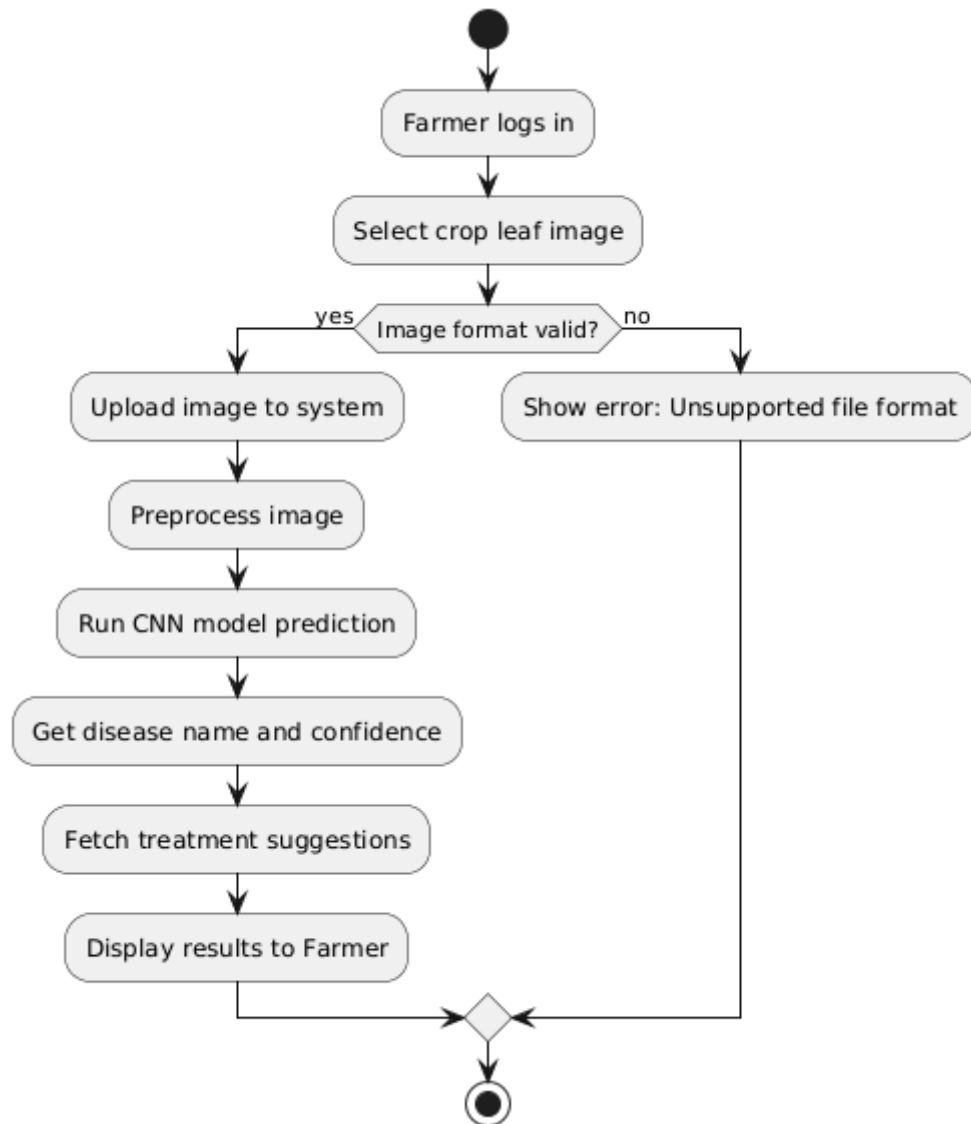 Farmer logs in
Select crop leaf image
yes
Image format valid?
no
Upload image to system
Show error: Unsupported file format
Preprocess image
Run CNN model prediction
Get disease name and confidence
Fetch treatment suggestions
Display results to Farmer